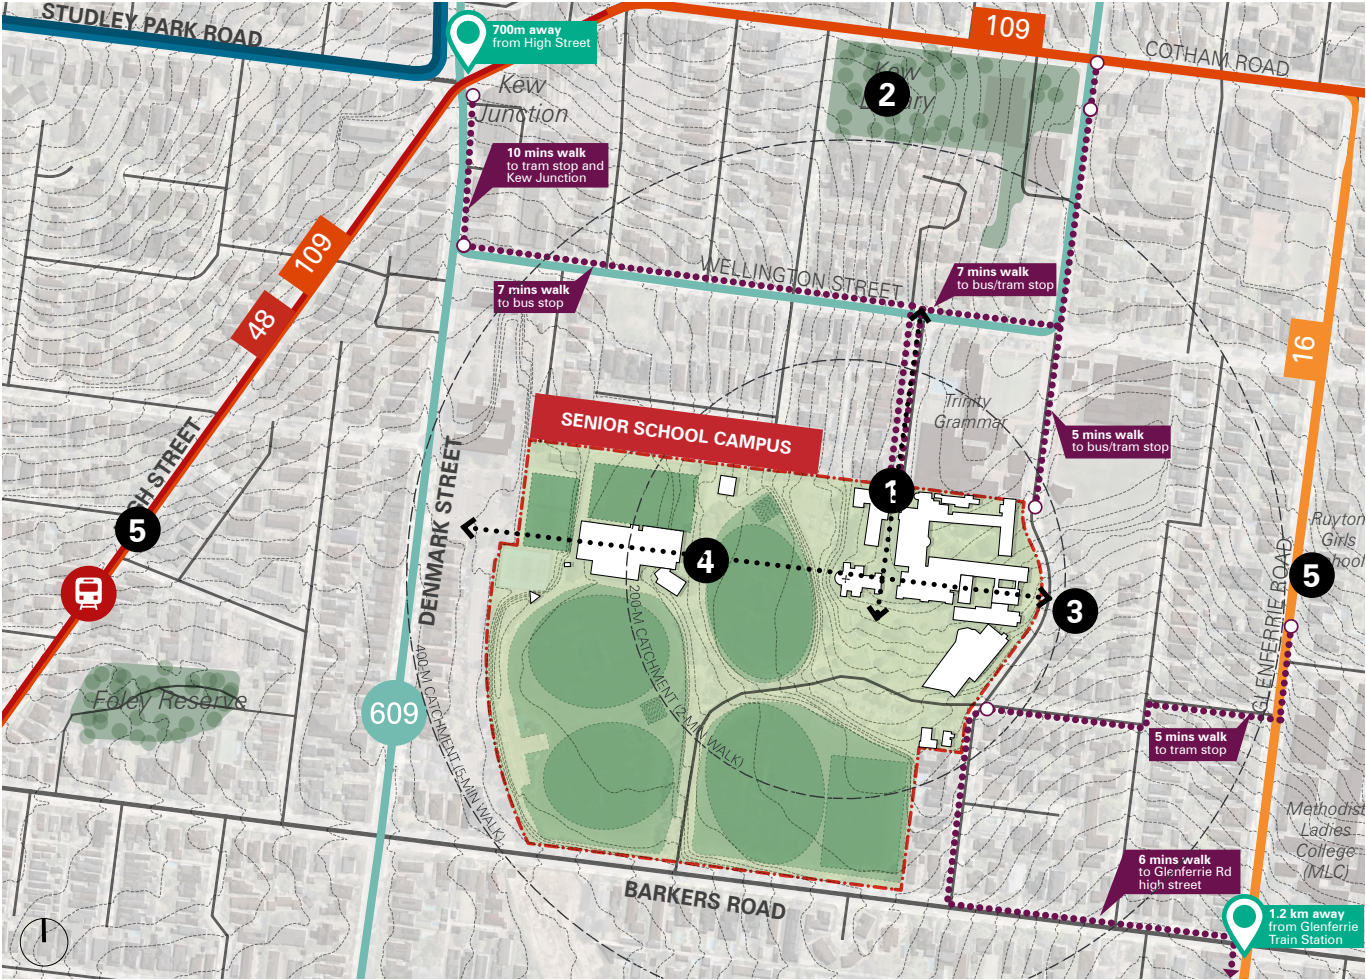 STUDLEY PARK ROAD
700m away
from High Street
109
COTHAM ROAD
Kew
Junction
Kew
2
10 mins walk
to tram stop and
Kew Junction
109
48
WELLINGTON STREET
7 mins walk
to bus stop
7 mins walk
to bus/tram stop
16
SENIOR SCHOOL CAMPUS
Trinity
Grammar
5 mins walk
to bus/tram stop
STREET
5
DENMARK STREET
1
4
3
5
Ruyton
Girls
GLENFERRIE ROAD
200-M CATCHMENT (2-MIN WALK)
400-M CATCHMENT (5-MIN WALK)
Foley Reserve
609
5 mins walk
to tram stop
Methodist
Ladies
College
(MLC)
6 mins walk
to Glenferrie Rd
high street
BARKERS ROAD
1.2 km away
from Glenferrie
Train Station